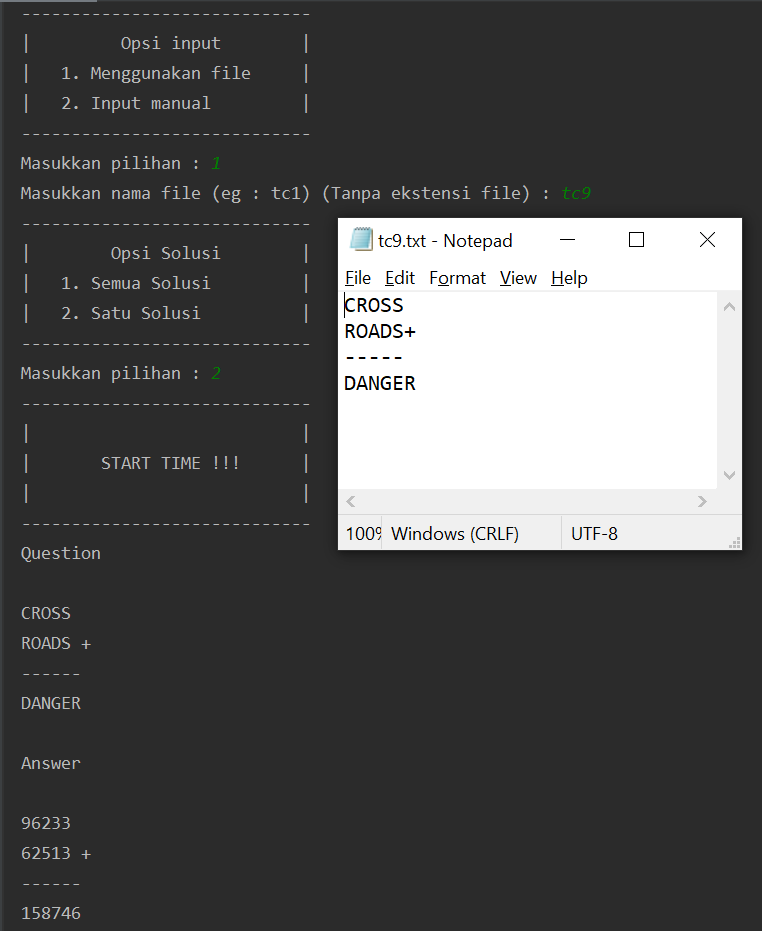 ----------------------------
|         Opsi input        |
|   1. Menggunakan file     |
|   2. Input manual         |
----------------------------
Masukkan pilihan : 1
Masukkan nama file (eg : tc1) (Tanpa ekstensi file) : tc9
----------------------------
|        Opsi Solusi        |
|   1. Semua Solusi         |
|   2. Satu Solusi          |
----------------------------
Masukkan pilihan : 2
----------------------------
|                           |
|       START TIME !!!      |
|                           |
----------------------------
Question
CROSS
ROADS +
------
DANGER
Answer
96233
62513 +
------
158746
tc9.txt - Notepad
File Edit Format View Help
CROSS
ROADS+
-----
DANGER
100% Windows (CRLF) UTF-8